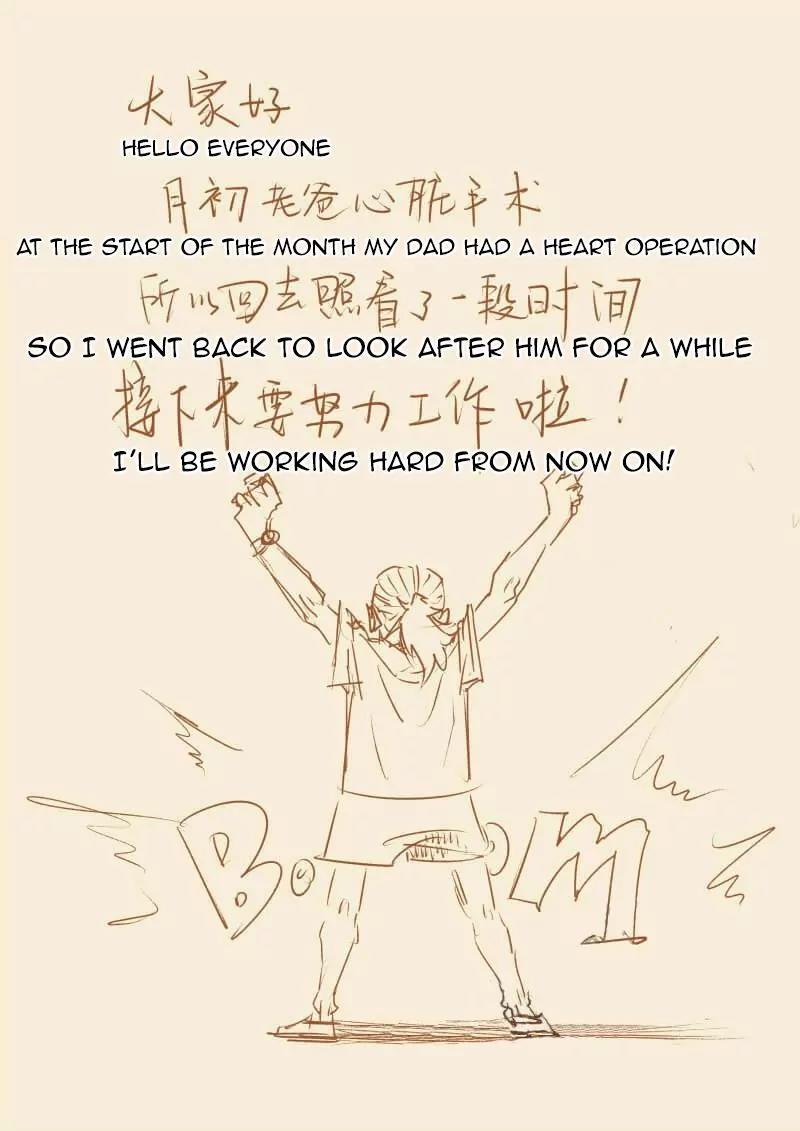 大家好
HELLO EVERYONE
月初老爸心脏手术
AT THE START OF THE MONTH MY DAD HAD A HEART OPERATION
所以回去照看了一段时间
SO I WENT BACK TO LOOK AFTER HIM FOR A WHILE
接下来要努力工作啦！
I'LL BE WORKING HARD FROM NOW ON!
BOOM